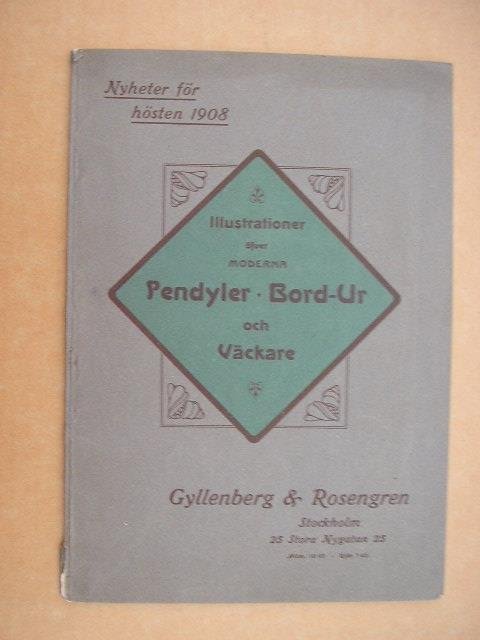 Nyheter för
hösten 1908
Illustrationer
öfver
MODERNA
Pendyler · Bord-Ur
och
Väckare
Gyllenberg & Rosengren
Stockholm
25 Stora Nygatan 25